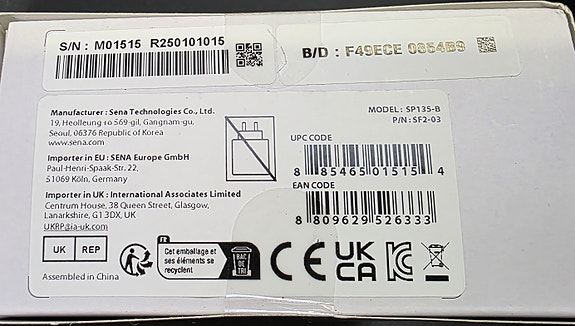 S/N : M01515 R250101015
B/D : F49ECE 0864B9
Manufacturer : Sena Technologies Co., Ltd.
19, Heolleung ro 569-gil, Gangnam-gu,
Seoul, 06376 Republic of Korea
www.sena.com
Importer in EU : SENA Europe GmbH
Paul-Henri-Spaak-Str. 22,
51069 Köln, Germany
Importer in UK : International Associates Limited
Centrum House, 38 Queen Street, Glasgow,
Lanarkshire, G1 3DX, UK
UKRP@ia-uk.com
UK REP
Assembled in China
MODEL : SP135-B
P/N : SF2-03
UPC CODE
8 85465 01515 4
EAN CODE
8 809629 526333
FR
Cet emballage et
ses éléments se
recyclent
BAC
DE
TRI
CE
UK
CA